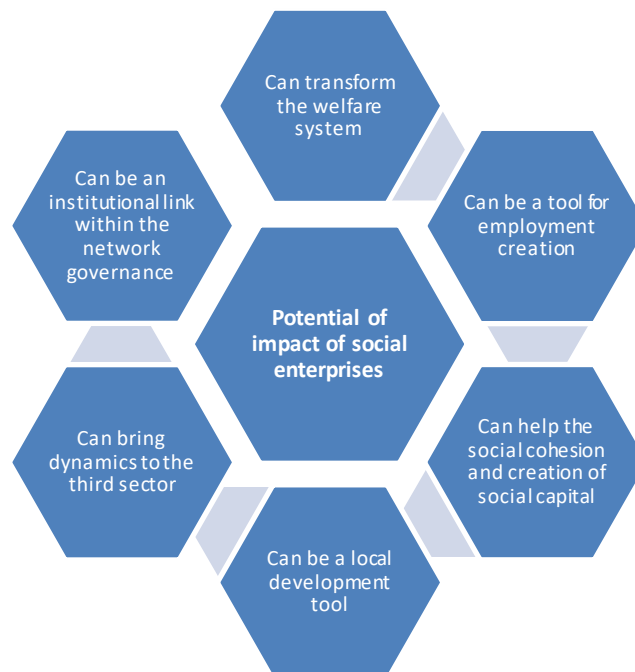 Can transform
the welfare
system
Can be an
institutional link
within the
network
governance
Can be a tool for
employment
creation
Potential of
impact of social
enterprises
Can bring
dynamics to the
third sector
Can help the
social cohesion
and creation of
social capital
Can be a local
development
tool